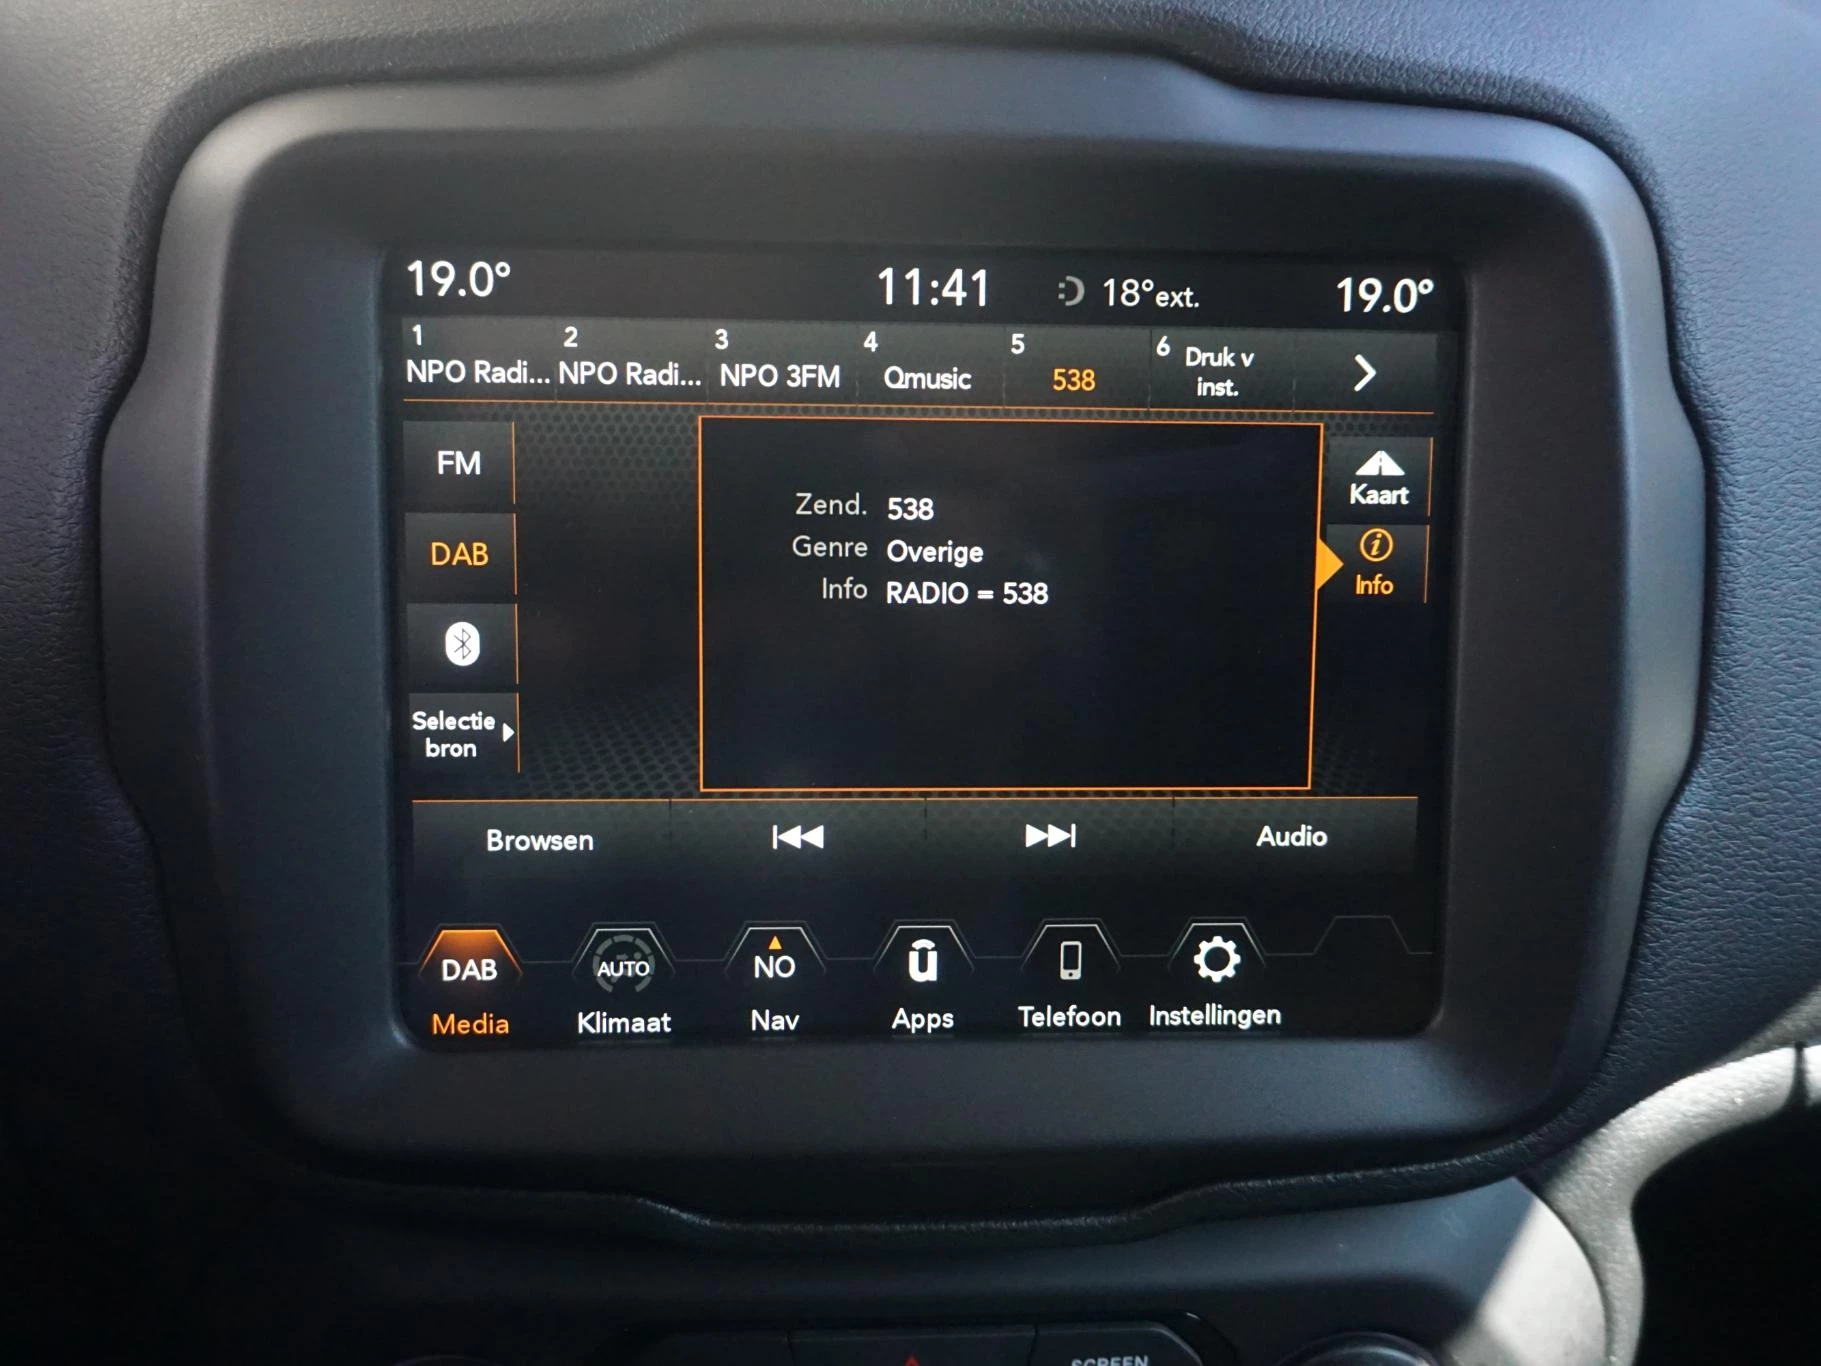 19.0°
11:41
18°ext.
19.0°
1
NPO Radi...
2
NPO Radi...
3
NPO 3FM
4
Qmusic
5
538
6
Druk v
inst.
FM
DAB
Selectie
bron
Zend. 538
Genre Overige
Info RADIO = 538
Kaart
Info
Browsen
Audio
DAB
Media
AUTO
Klimaat
NO
Nav
ū
Apps
Telefoon
Instellingen
SCREEN